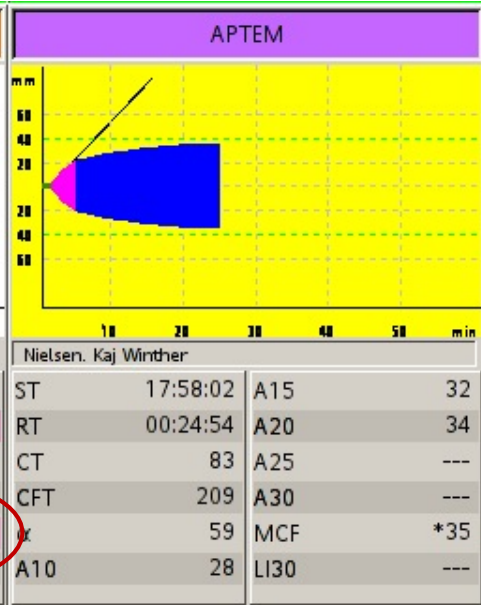 APTEM
mm
60
40
20
20
40
60
10 20 30 40 50 min
Nielsen. Kaj Winther
ST 17:58:02 A15 32
RT 00:24:54 A20 34
CT 83 A25 ---
CFT 209 A30 ---
α 59 MCF *35
A10 28 LI30 ---